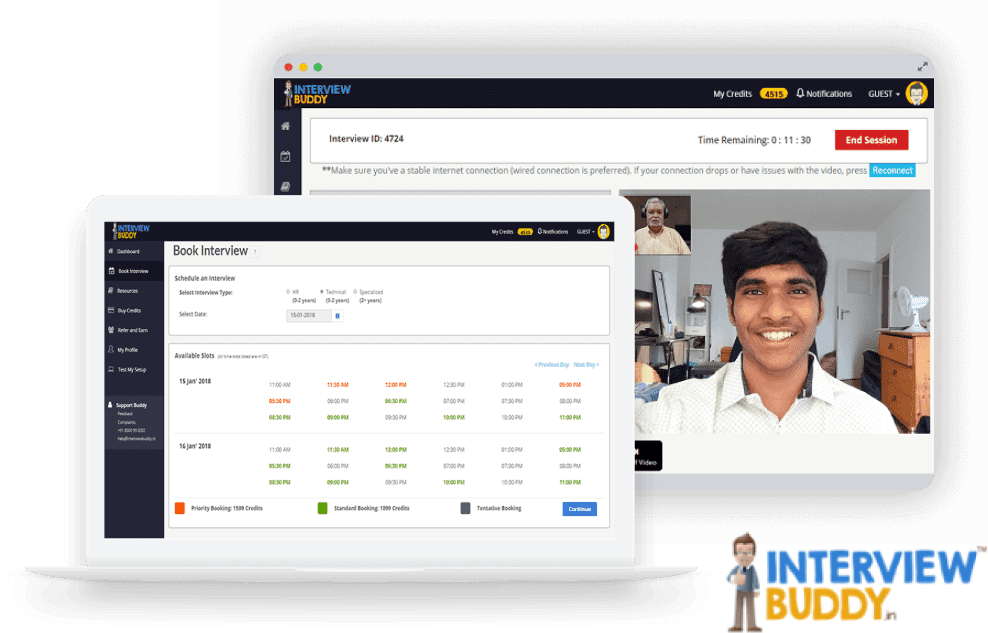 INTERVIEW
BUDDY
My Credits 4515 Notifications GUEST
Interview ID: 4724
Time Remaining: 0 : 11 : 30
End Session
**Make sure you've a stable internet connection (wired connection is preferred). If your connection drops or have issues with the video, press Reconnect
Video
INTERVIEW
BUDDY
My Credits 4515 Notifications GUEST
Dashboard
Book Interview
Resources
Buy Credits
Refer and Earn
My Profile
Test My Setup
Support Buddy
Feedback
Complaints
Book Interview
Schedule an Interview
Select Interview Type: HR Technical Specialized
(0-2 years) (0-2 years) (2+ years)
Select Date: 15-01-2018
Available Slots (All time slots listed are in IST)
< Previous Day Next Day >
15 Jan' 2018 11:00 AM 11:30 AM 12:00 PM 12:30 PM 01:00 PM 05:00 PM
05:30 PM 06:00 PM 06:30 PM 07:00 PM 07:30 PM 08:00 PM
08:30 PM 09:00 PM 09:30 PM 10:00 PM 10:30 PM 11:00 PM
16 Jan' 2018 11:00 AM 11:30 AM 12:00 PM 12:30 PM 01:00 PM 05:00 PM
05:30 PM 06:00 PM 06:30 PM 07:00 PM 07:30 PM 08:00 PM
08:30 PM 09:00 PM 09:30 PM 10:00 PM 10:30 PM 11:00 PM
Priority Booking: 1599 Credits Standard Booking: 1099 Credits Tentative Booking Continue
INTERVIEW™
BUDDY.in